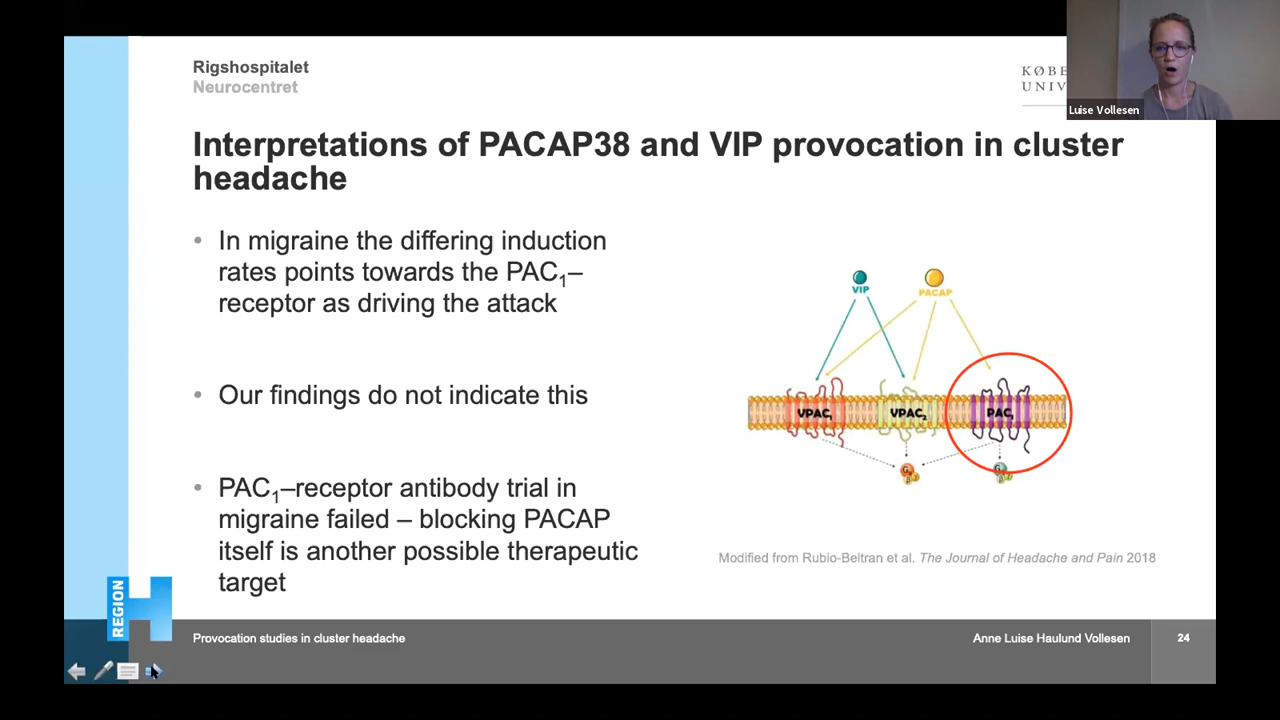 Rigshospitalet
Neurocentret
KØBE
UNIV
Luise Vollesen
Interpretations of PACAP38 and VIP provocation in cluster
headache
• In migraine the differing induction
rates points towards the PAC1–
receptor as driving the attack
• Our findings do not indicate this
• PAC1–receptor antibody trial in
migraine failed – blocking PACAP
itself is another possible therapeutic
target
VIP
PACAP
VPAC1
VPAC2
PAC1
Modified from Rubio-Beltran et al. The Journal of Headache and Pain 2018
REGION
H
Provocation studies in cluster headache
Anne Luise Haulund Vollesen
24